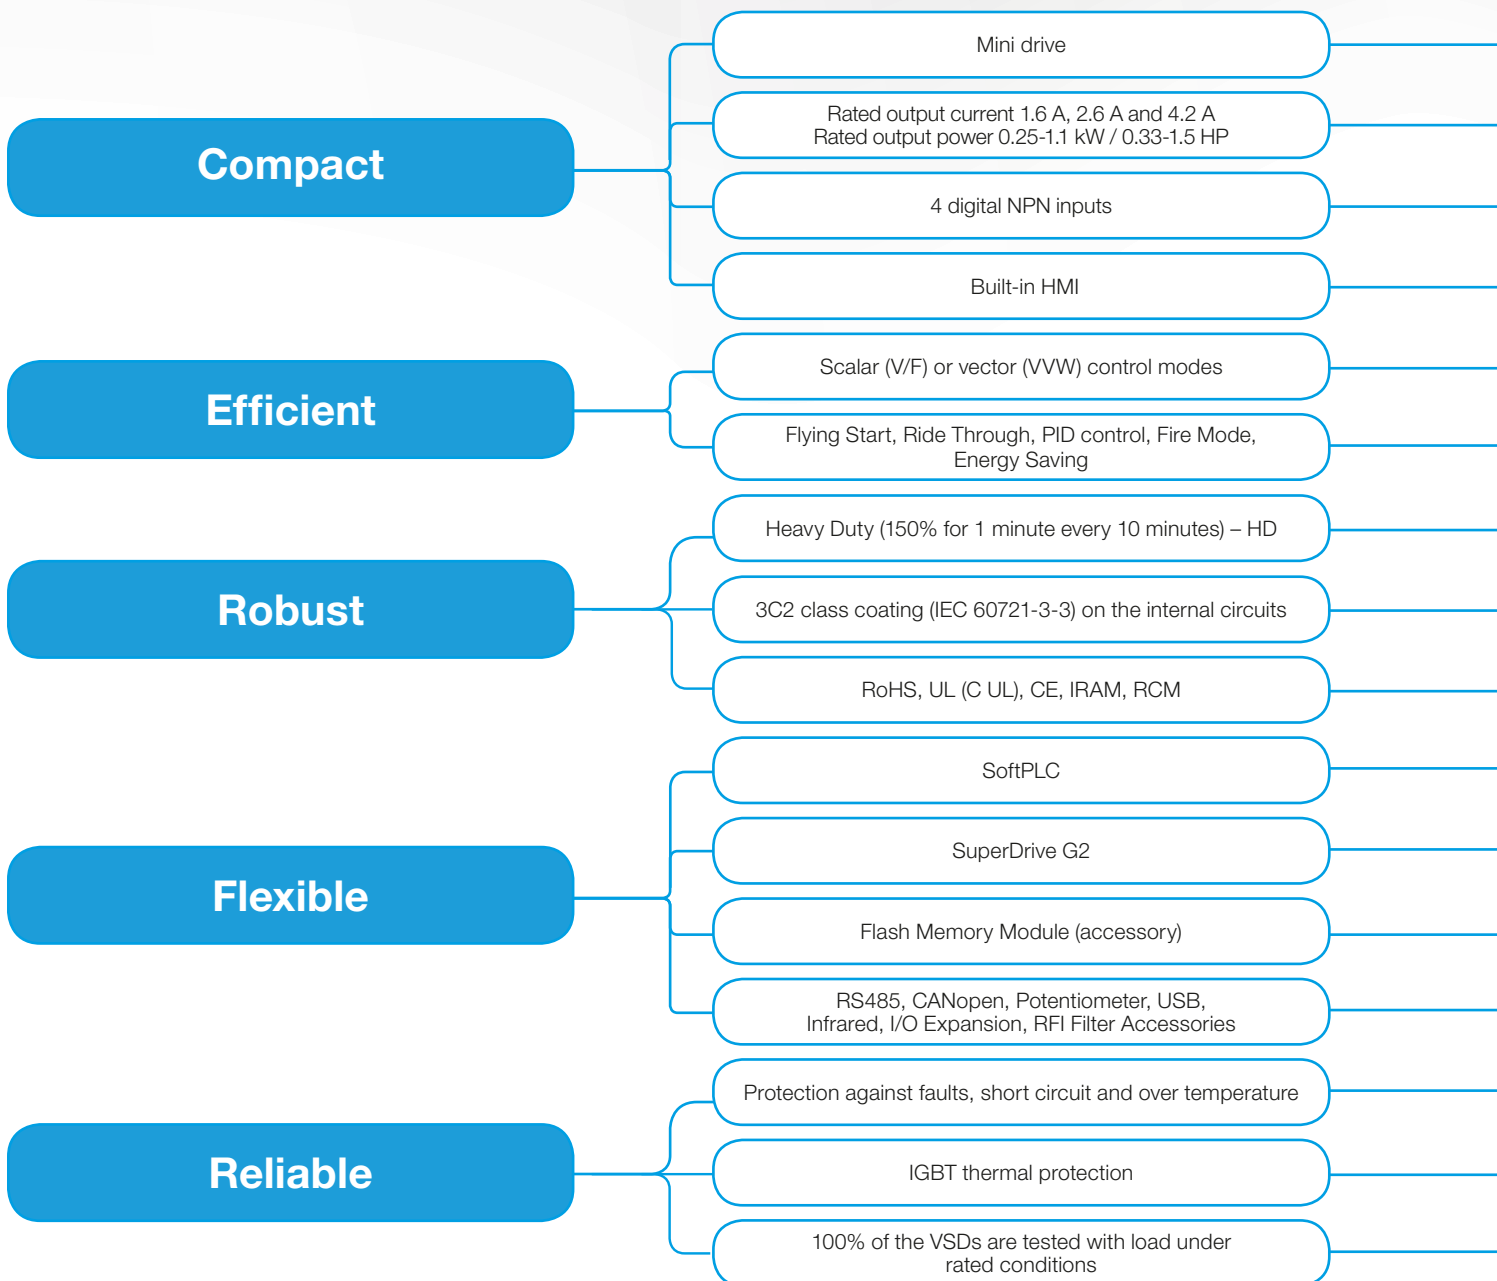 Compact
Mini drive
Rated output current 1.6 A, 2.6 A and 4.2 A
Rated output power 0.25-1.1 kW / 0.33-1.5 HP
4 digital NPN inputs
Built-in HMI
Efficient
Scalar (V/F) or vector (VVW) control modes
Flying Start, Ride Through, PID control, Fire Mode,
Energy Saving
Robust
Heavy Duty (150% for 1 minute every 10 minutes) – HD
3C2 class coating (IEC 60721-3-3) on the internal circuits
RoHS, UL (C UL), CE, IRAM, RCM
Flexible
SoftPLC
SuperDrive G2
Flash Memory Module (accessory)
RS485, CANopen, Potentiometer, USB,
Infrared, I/O Expansion, RFI Filter Accessories
Reliable
Protection against faults, short circuit and over temperature
IGBT thermal protection
100% of the VSDs are tested with load under
rated conditions